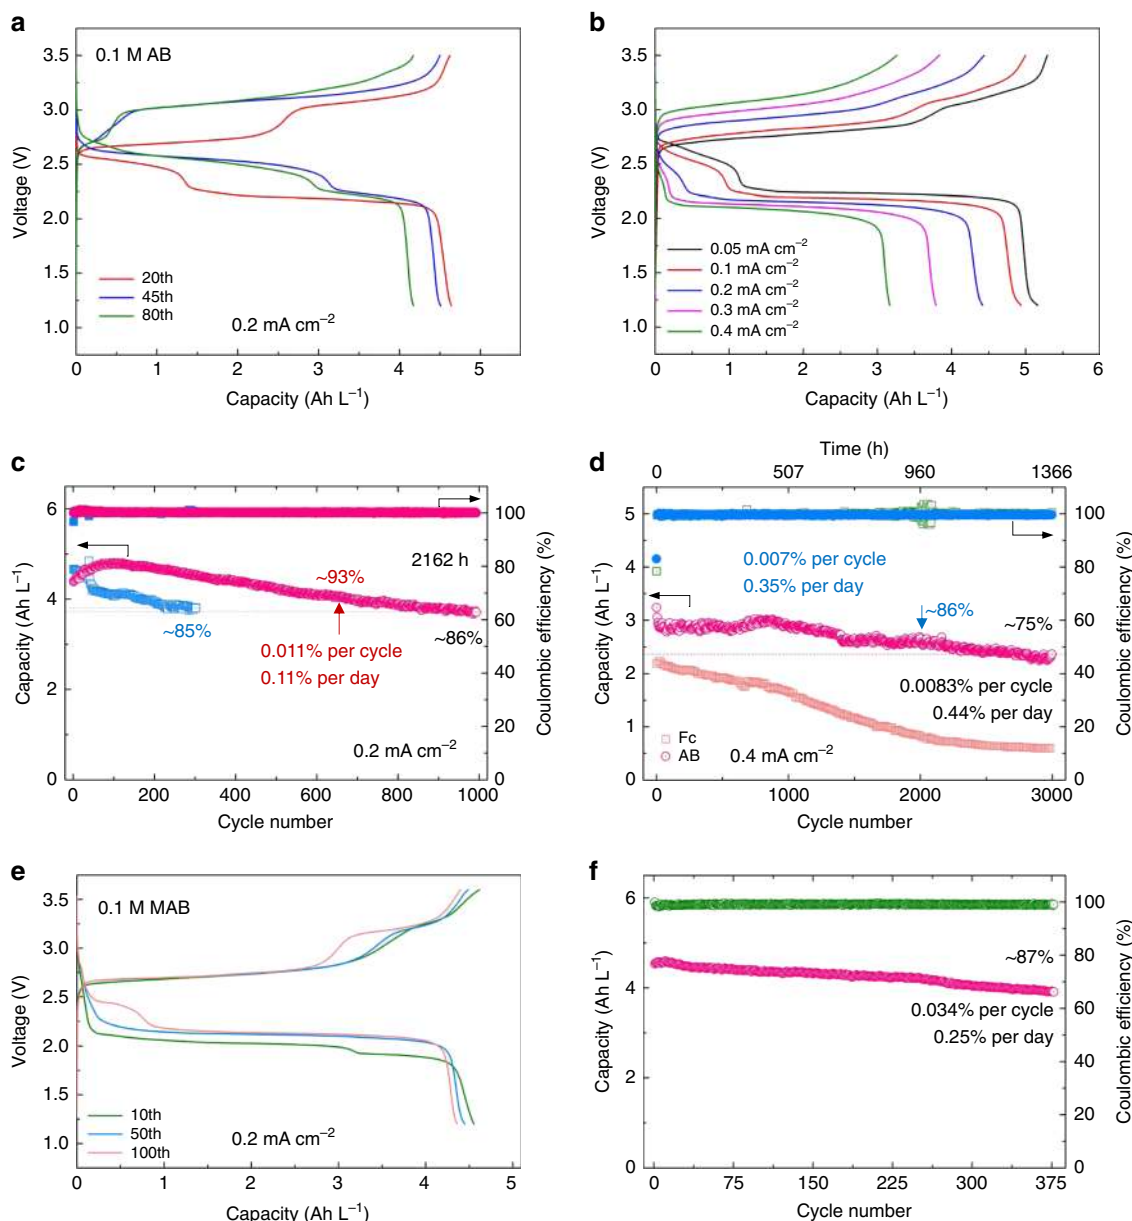 a
0.1 M AB
3.5
3.0
2.5
2.0
1.5
1.0
Voltage (V)
20th
45th
80th
0.2 mA cm⁻²
0 1 2 3 4 5
Capacity (Ah L⁻¹)
b
3.5
3.0
2.5
2.0
1.5
1.0
Voltage (V)
0.05 mA cm⁻²
0.1 mA cm⁻²
0.2 mA cm⁻²
0.3 mA cm⁻²
0.4 mA cm⁻²
0 1 2 3 4 5 6
Capacity (Ah L⁻¹)
c
6
4
2
0
Capacity (Ah L⁻¹)
2162 h
~93%
~85%
~86%
0.011% per cycle
0.11% per day
0.2 mA cm⁻²
100
80
60
40
20
0
Coulombic efficiency (%)
0 200 400 600 800 1000
Cycle number
d
Time (h)
0 507 960 1366
5
4
3
2
1
0
Capacity (Ah L⁻¹)
0.007% per cycle
0.35% per day
~86%
~75%
0.0083% per cycle
0.44% per day
Fc
AB
0.4 mA cm⁻²
100
80
60
40
20
0
Coulombic efficiency (%)
0 1000 2000 3000
Cycle number
e
0.1 M MAB
3.5
3.0
2.5
2.0
1.5
1.0
Voltage (V)
10th
50th
100th
0.2 mA cm⁻²
0 1 2 3 4 5
Capacity (Ah L⁻¹)
f
6
4
2
0
Capacity (Ah L⁻¹)
~87%
0.034% per cycle
0.25% per day
100
80
60
40
20
0
Coulombic efficiency (%)
0 75 150 225 300 375
Cycle number